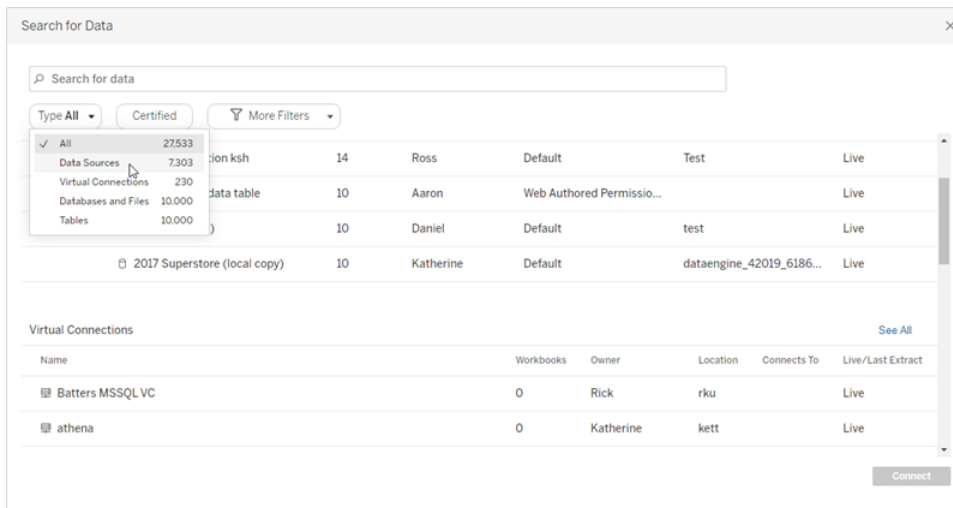 Search for Data
Search for data
Type All Certified More Filters
All 27,533
Data Sources 7,303
Virtual Connections 230
Databases and Files 10,000
Tables 10,000
ion ksh 14 Ross Default Test Live
data table 10 Aaron Web Authored Permissio... Live
) 10 Daniel Default test Live
2017 Superstore (local copy) 10 Katherine Default dataengine_42019_6186... Live
Virtual Connections See All
Name Workbooks Owner Location Connects To Live/Last Extract
Batters MSSQL VC 0 Rick rku Live
athena 0 Katherine kett Live
Connect